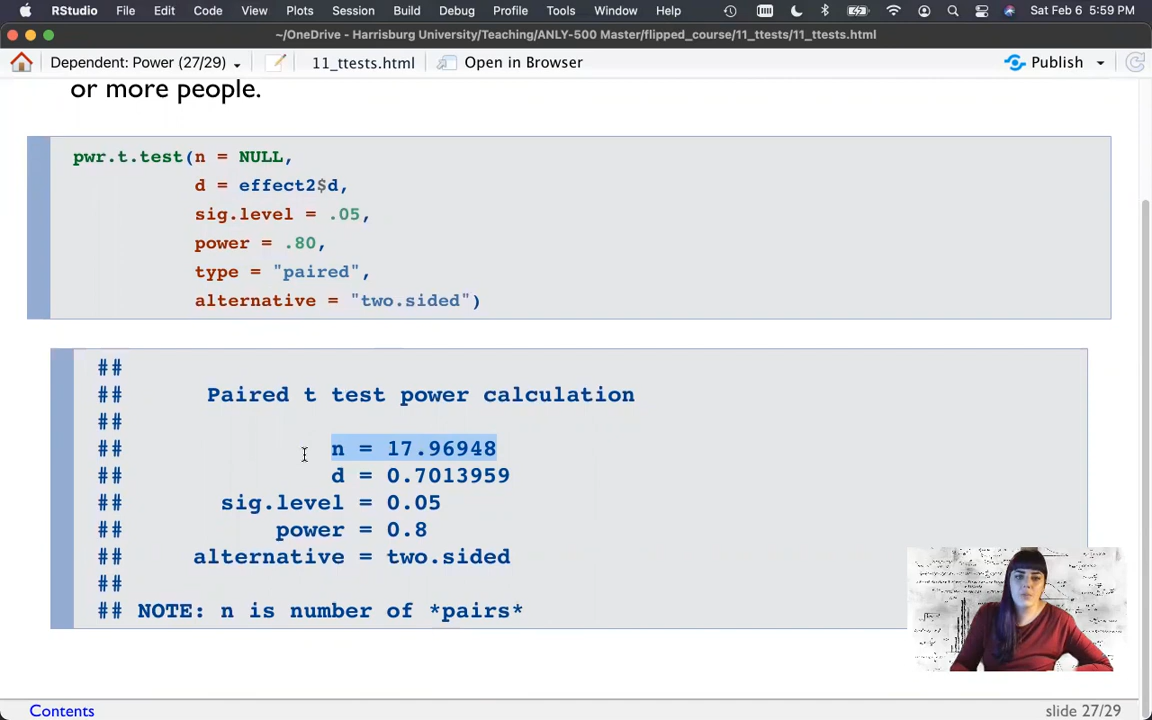 RStudio File Edit Code View Plots Session Build Debug Profile Tools Window Help Sat Feb 6 5:59 PM
~/OneDrive - Harrisburg University/Teaching/ANLY-500 Master/flipped_course/11_ttests/11_ttests.html
Dependent: Power (27/29) 11_ttests.html Open in Browser Publish
or more people.
pwr.t.test(n = NULL,
d = effect2$d,
sig.level = .05,
power = .80,
type = "paired",
alternative = "two.sided")
##
## Paired t test power calculation
##
## n = 17.96948
## d = 0.7013959
## sig.level = 0.05
## power = 0.8
## alternative = two.sided
##
## NOTE: n is number of *pairs*
Contents slide 27/29